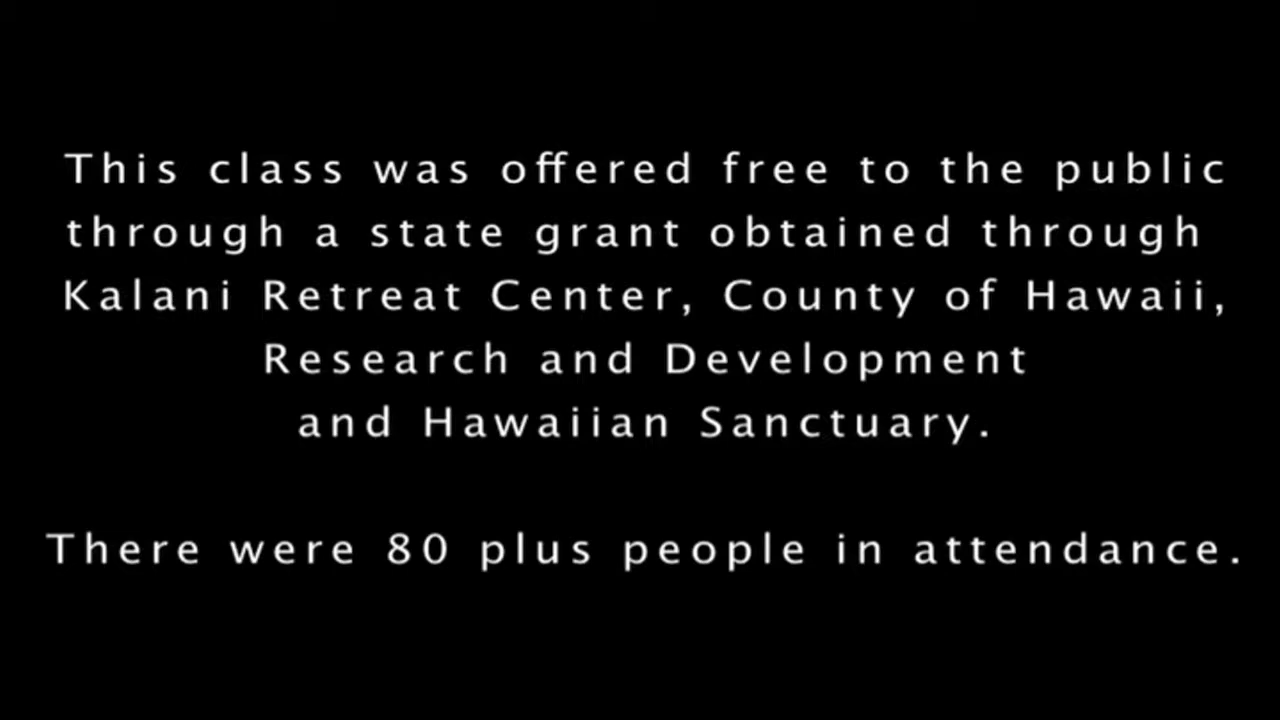 This class was offered free to the public
through a state grant obtained through
Kalani Retreat Center, County of Hawaii,
Research and Development
and Hawaiian Sanctuary.
There were 80 plus people in attendance.